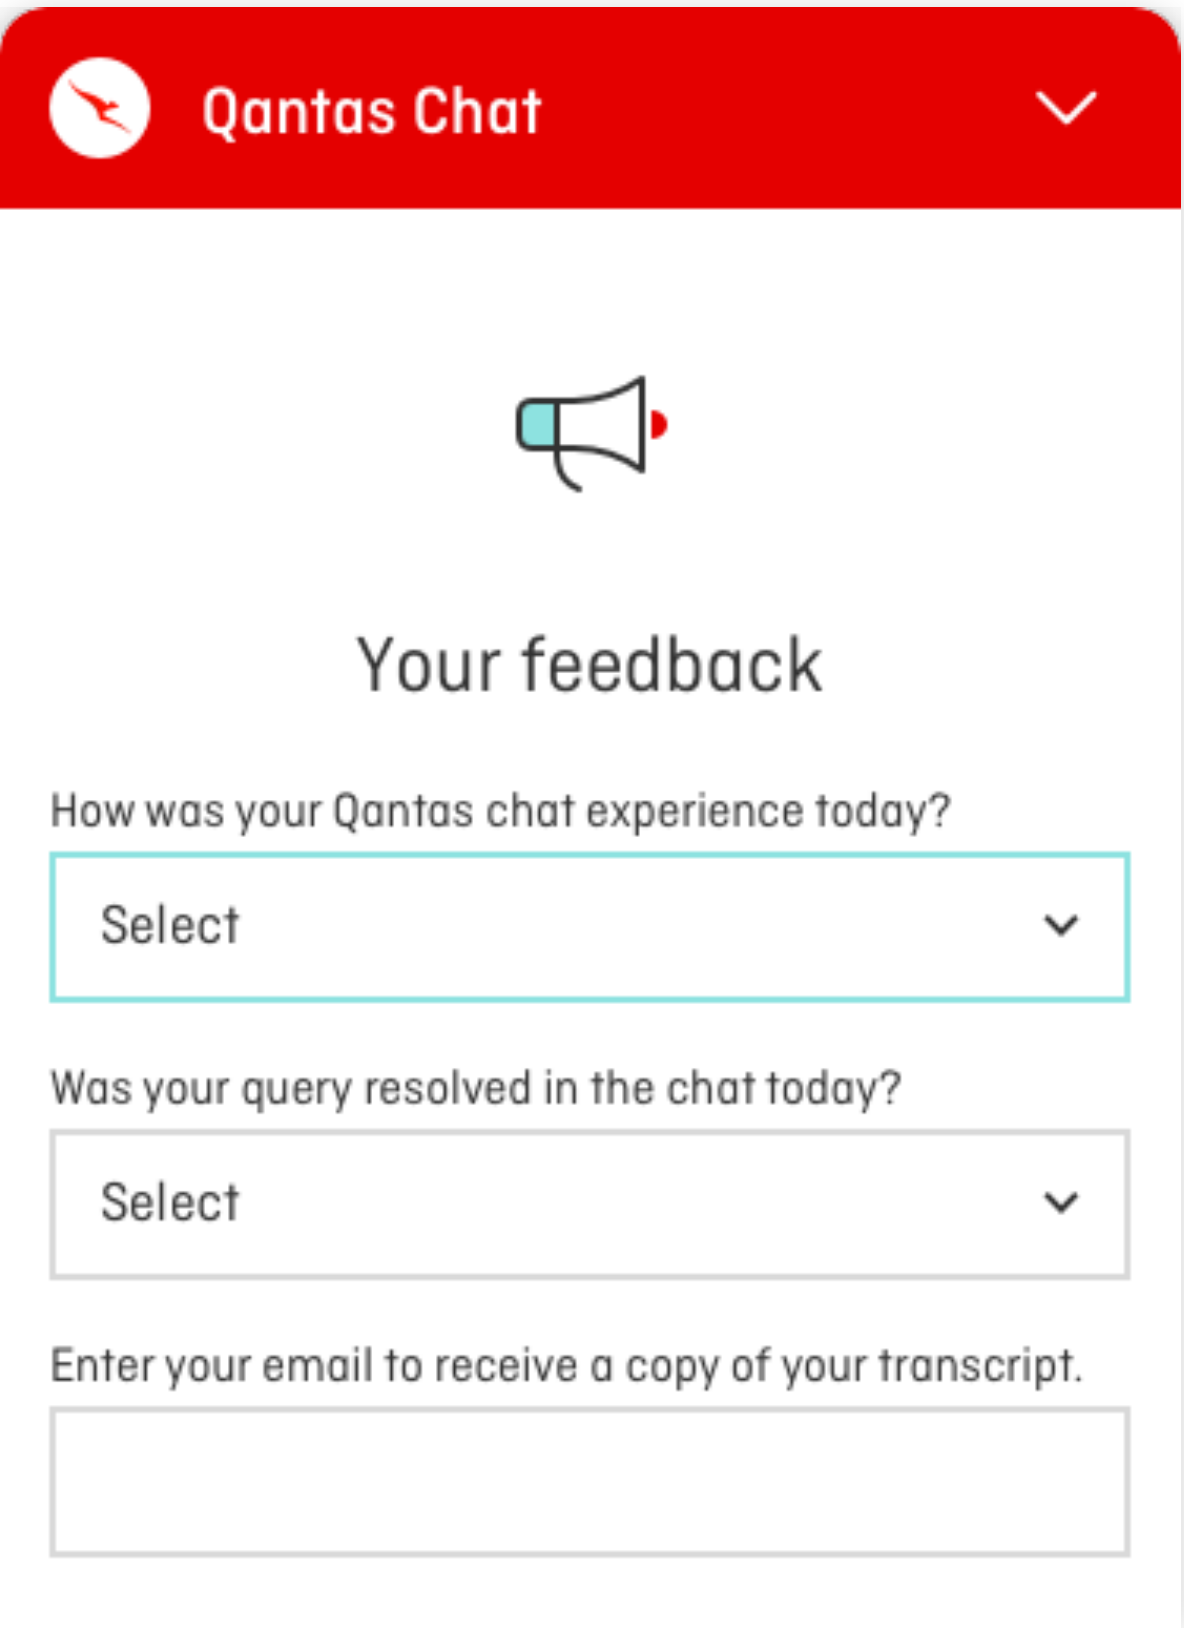 Qantas Chat
Your feedback
How was your Qantas chat experience today?
Select
Was your query resolved in the chat today?
Select
Enter your email to receive a copy of your transcript.